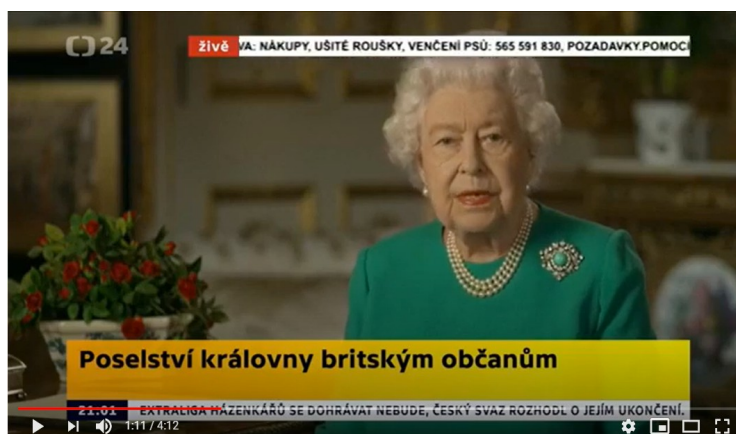 24
živě VA: NÁKUPY, UŠITÉ ROUŠKY, VENČENÍ PSŮ: 565 591 830, POZADAVKY.POMOCI
Poselství královny britským občanům
21.01 EXTRALIGA HÁZENKÁŘŮ SE DOHRÁVAT NEBUDE, ČESKÝ SVAZ ROZHODL O JEJÍM UKONČENÍ.
1:11 / 4:12